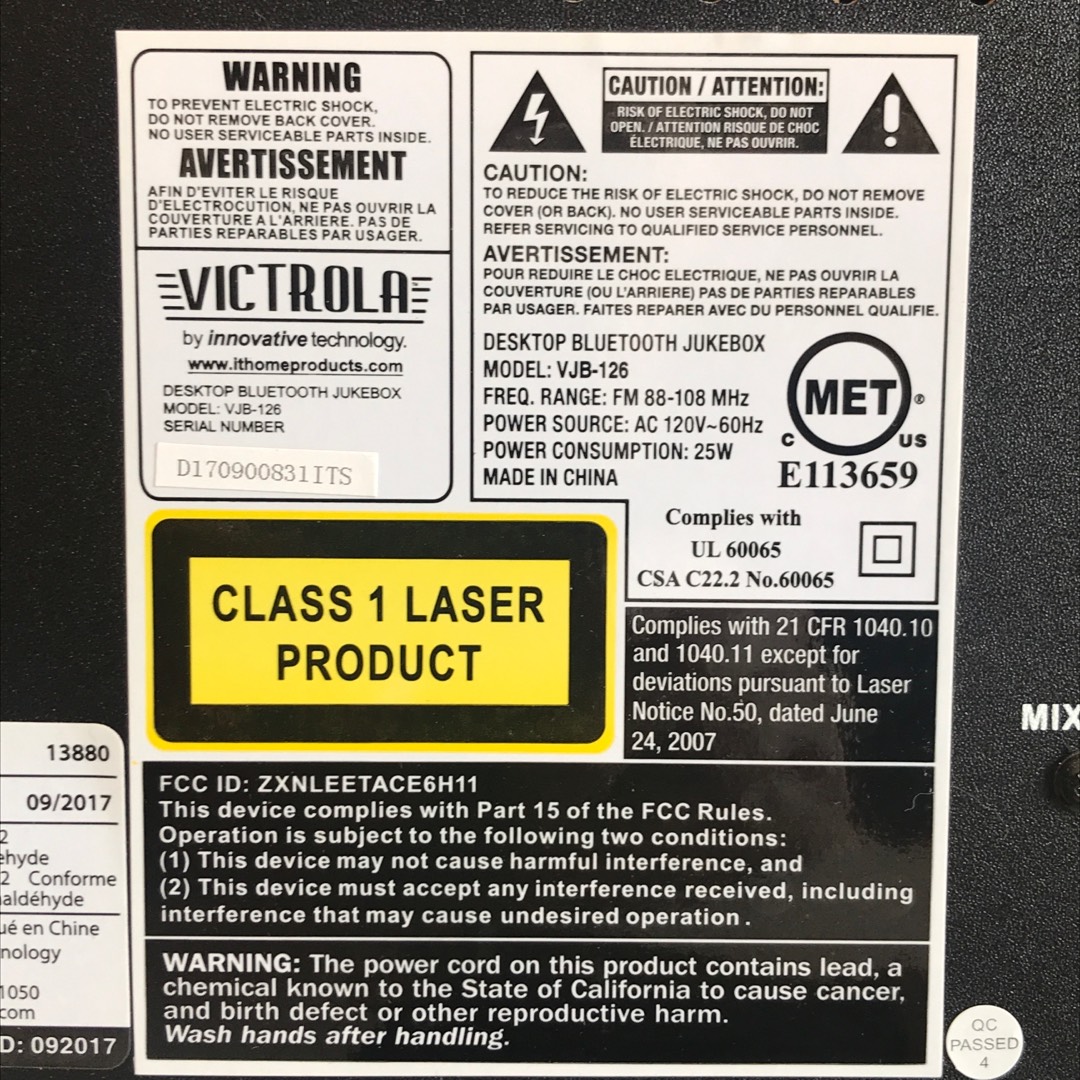 WARNING
TO PREVENT ELECTRIC SHOCK,
DO NOT REMOVE BACK COVER.
NO USER SERVICEABLE PARTS INSIDE.
AVERTISSEMENT
AFIN D'EVITER LE RISQUE
D'ELECTROCUTION, NE PAS OUVRIR LA
COUVERTURE A L'ARRIERE. PAS DE
PARTIES REPARABLES PAR USAGER.
VICTROLA
by innovative technology.
www.ithomeproducts.com
DESKTOP BLUETOOTH JUKEBOX
MODEL: VJB-126
SERIAL NUMBER
D170900831ITS
CAUTION / ATTENTION:
RISK OF ELECTRIC SHOCK, DO NOT
OPEN. / ATTENTION RISQUE DE CHOC
ÉLECTRIQUE, NE PAS OUVRIR.
CAUTION:
TO REDUCE THE RISK OF ELECTRIC SHOCK, DO NOT REMOVE
COVER (OR BACK). NO USER SERVICEABLE PARTS INSIDE.
REFER SERVICING TO QUALIFIED SERVICE PERSONNEL.
AVERTISSEMENT:
POUR REDUIRE LE CHOC ELECTRIQUE, NE PAS OUVRIR LA
COUVERTURE (OU L'ARRIERE) PAS DE PARTIES REPARABLES
PAR USAGER. FAITES REPARER AVEC DU PERSONNEL QUALIFIE.
DESKTOP BLUETOOTH JUKEBOX
MODEL: VJB-126
FREQ. RANGE: FM 88-108 MHz
POWER SOURCE: AC 120V~60Hz
POWER CONSUMPTION: 25W
MADE IN CHINA
MET®
C US
E113659
Complies with
UL 60065
CSA C22.2 No.60065
CLASS 1 LASER
PRODUCT
Complies with 21 CFR 1040.10
and 1040.11 except for
deviations pursuant to Laser
Notice No.50, dated June
24, 2007
FCC ID: ZXNLEETACE6H11
This device complies with Part 15 of the FCC Rules.
Operation is subject to the following two conditions:
(1) This device may not cause harmful interference, and
(2) This device must accept any interference received, including
interference that may cause undesired operation.
WARNING: The power cord on this product contains lead, a
chemical known to the State of California to cause cancer,
and birth defect or other reproductive harm.
Wash hands after handling.
13880
09/2017
2
ehyde
2 Conforme
aldéhyde
ué en Chine
nology
1050
com
D: 092017
MIX
QC
PASSED
4